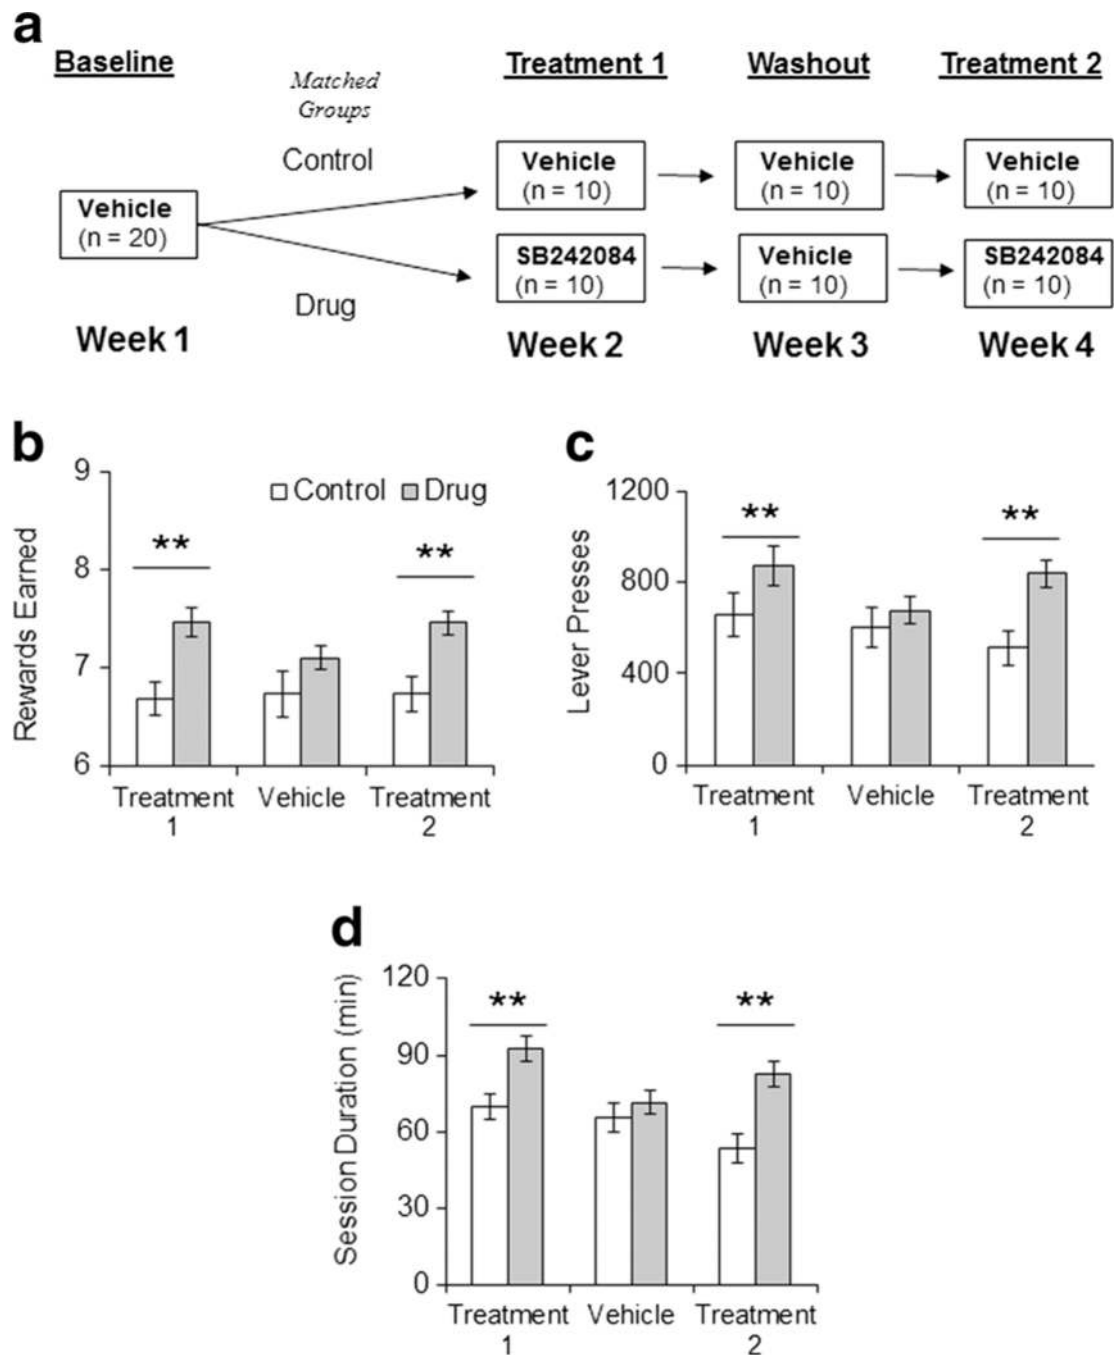 a
Baseline
Matched
Groups
Treatment 1
Washout
Treatment 2
Control
Vehicle
(n = 20)
Vehicle
(n = 10)
Vehicle
(n = 10)
Vehicle
(n = 10)
SB242084
(n = 10)
Vehicle
(n = 10)
SB242084
(n = 10)
Drug
Week 1
Week 2
Week 3
Week 4
b
Rewards Earned
9
8
7
6
Control Drug
**
**
Treatment
1
Vehicle
Treatment
2
c
Lever Presses
1200
800
400
0
**
**
Treatment
1
Vehicle
Treatment
2
d
Session Duration (min)
120
90
60
30
0
**
**
Treatment
1
Vehicle
Treatment
2